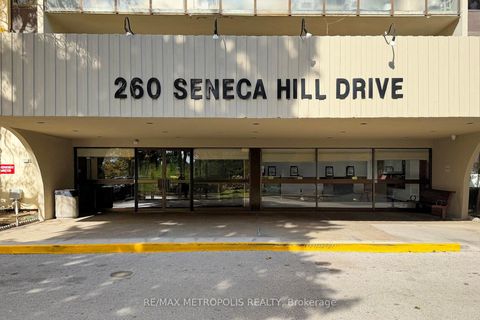 260 SENECA HILL DRIVE
RE/MAX METROPOLIS REALTY, Brokerage